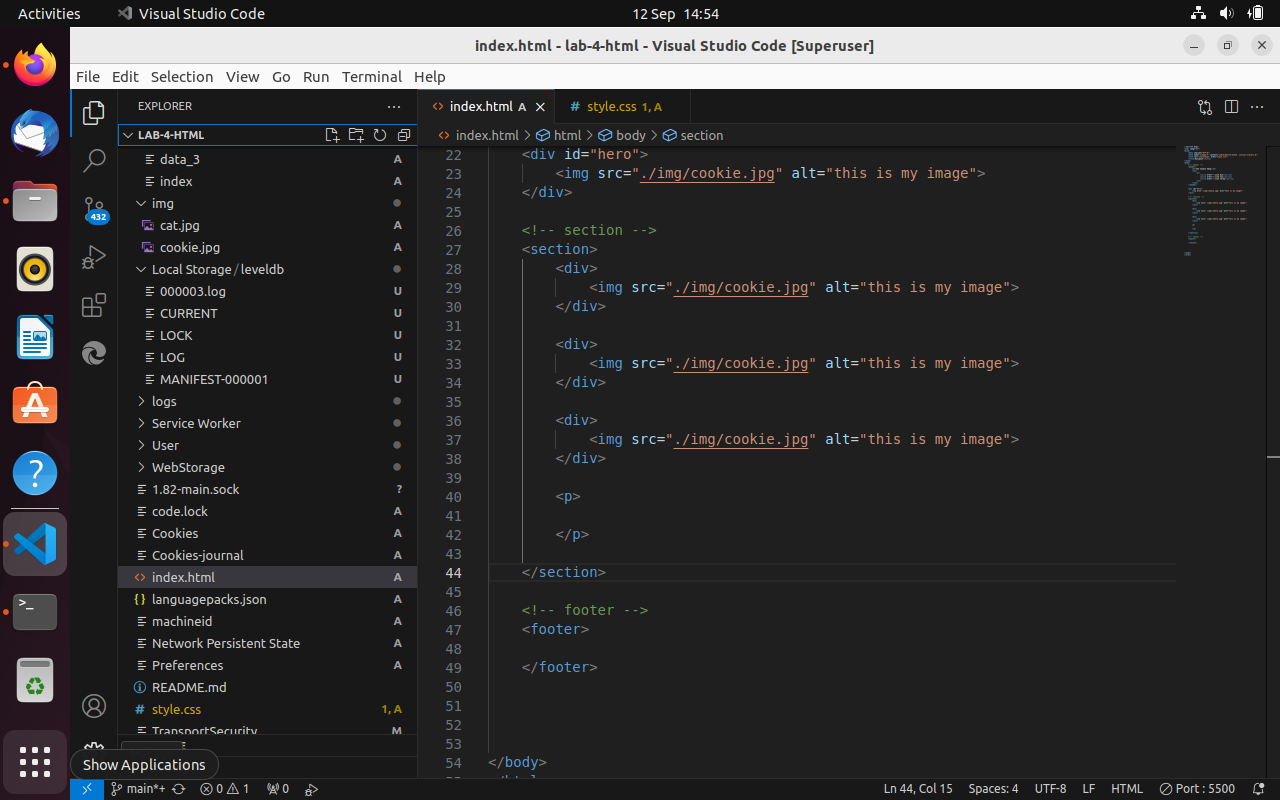 Activities
Visual Studio Code
12 Sep 14:54
index.html - lab-4-html - Visual Studio Code [Superuser]
File Edit Selection View Go Run Terminal Help
EXPLORER
LAB-4-HTML
data_3 A
index A
img
cat.jpg A
cookie.jpg A
Local Storage / leveldb
000003.log U
CURRENT U
LOCK U
LOG U
MANIFEST-000001 U
logs
Service Worker
User
WebStorage
1.82-main.sock ?
code.lock A
Cookies A
Cookies-journal A
index.html A
languagepacks.json A
machineid A
Network Persistent State A
Preferences A
README.md
style.css 1, A
TransportSecurity M
432
Show Applications
index.html A
style.css 1, A
index.html > html > body > section
22 <div id="hero">
23 <img src="./img/cookie.jpg" alt="this is my image">
24 </div>
25
26 <!-- section -->
27 <section>
28 <div>
29 <img src="./img/cookie.jpg" alt="this is my image">
30 </div>
31
32 <div>
33 <img src="./img/cookie.jpg" alt="this is my image">
34 </div>
35
36 <div>
37 <img src="./img/cookie.jpg" alt="this is my image">
38 </div>
39
40 <p>
41
42 </p>
43
44 </section>
45
46 <!-- footer -->
47 <footer>
48
49 </footer>
50
51
52
53
54 </body>
main*+ 0 1 0
Ln 44, Col 15 Spaces: 4 UTF-8 LF HTML Port : 5500